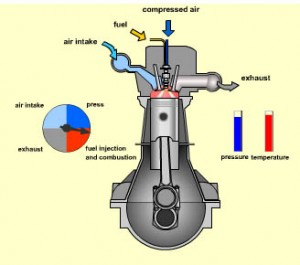 compressed air
fuel
air intake
exhaust
air intake
press
exhaust
fuel injection
and combustion
pressure
temperature